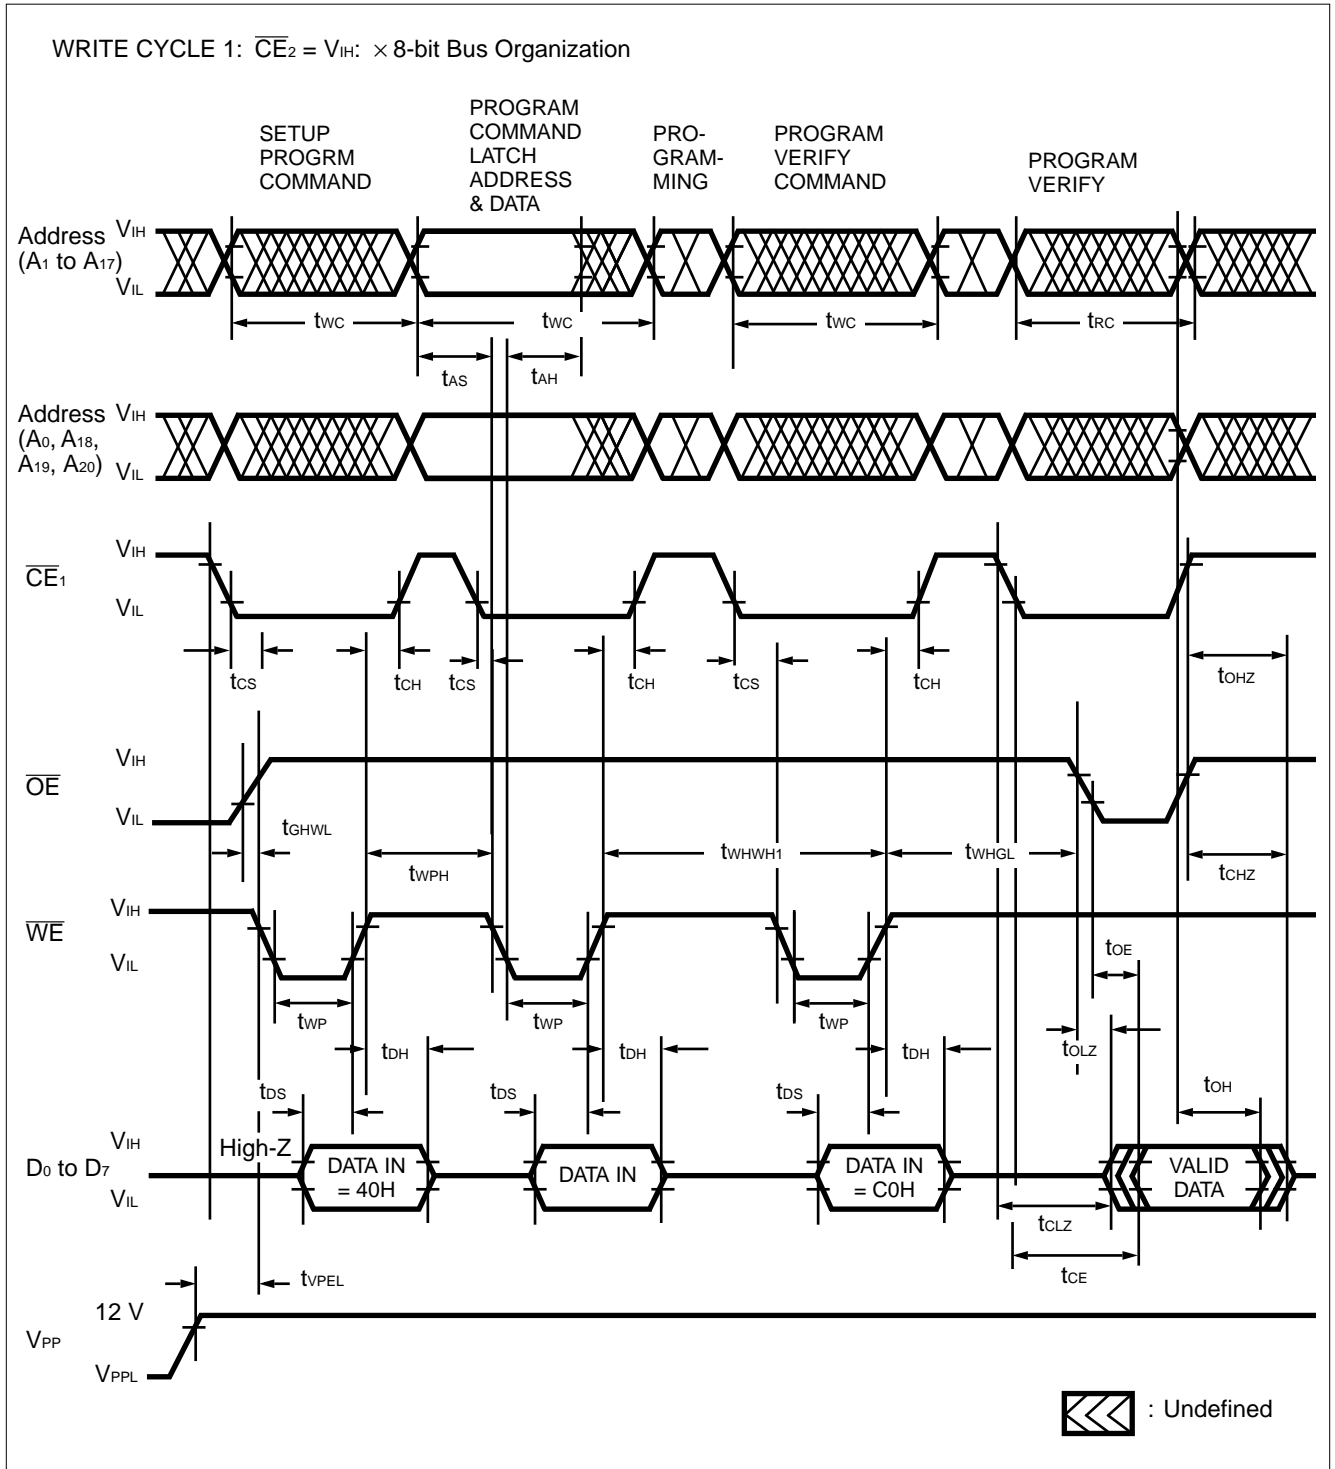 WRITE CYCLE 1: CE2 = VIH: × 8-bit Bus Organization
SETUP
PROGRM
COMMAND
PROGRAM
COMMAND
LATCH
ADDRESS
& DATA
PRO-
GRAM-
MING
PROGRAM
VERIFY
COMMAND
PROGRAM
VERIFY
Address
(A1 to A17)
VIH
VIL
tWC
tWC
tWC
tRC
tAS
tAH
Address
(A0, A18,
A19, A20)
VIH
VIL
CE1
VIH
VIL
tCS
tCH
tCS
tCH
tCS
tCH
tOHZ
OE
VIH
VIL
tGHWL
tWPH
tWHWH1
tWHGL
tCHZ
WE
VIH
VIL
tOE
tWP
tWP
tWP
tDH
tDH
tDH
tOLZ
tDS
tDS
tDS
tOH
D0 to D7
VIH
VIL
High-Z
DATA IN
= 40H
DATA IN
DATA IN
= C0H
VALID
DATA
tCLZ
tCE
tVPEL
VPP
12 V
VPPL
: Undefined